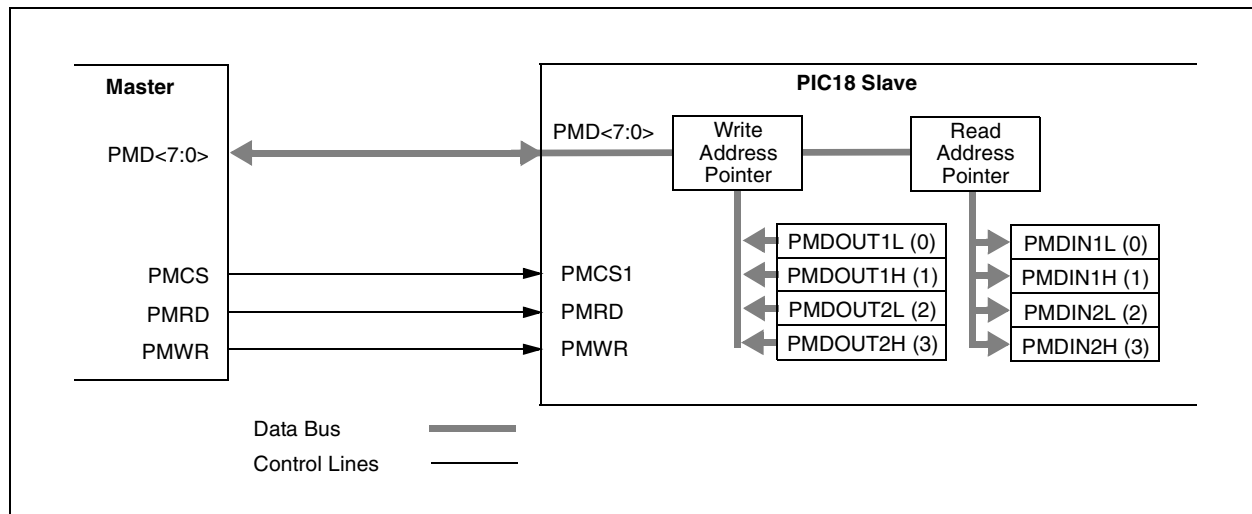 Master
PIC18 Slave
PMD<7:0>
PMD<7:0>
Write
Address
Pointer
Read
Address
Pointer
PMDOUT1L (0)
PMDOUT1H (1)
PMDOUT2L (2)
PMDOUT2H (3)
PMDIN1L (0)
PMDIN1H (1)
PMDIN2L (2)
PMDIN2H (3)
PMCS
PMCS1
PMRD
PMRD
PMWR
PMWR
Data Bus
Control Lines